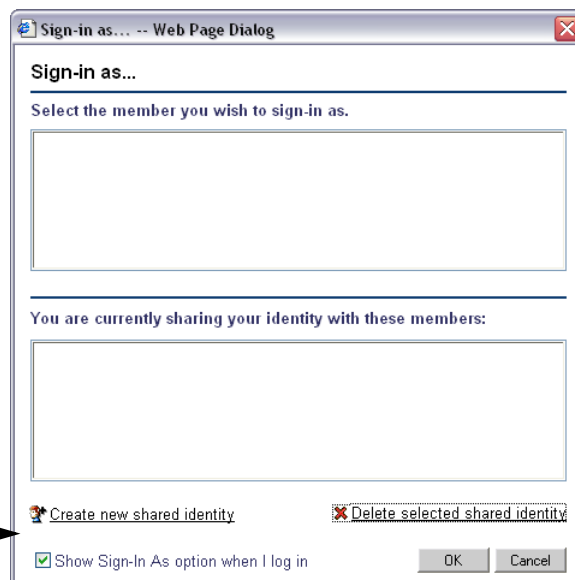 Sign-in as... -- Web Page Dialog
Sign-in as...
Select the member you wish to sign-in as.
You are currently sharing your identity with these members:
Create new shared identity Delete selected shared identity
Show Sign-In As option when I log in OK Cancel